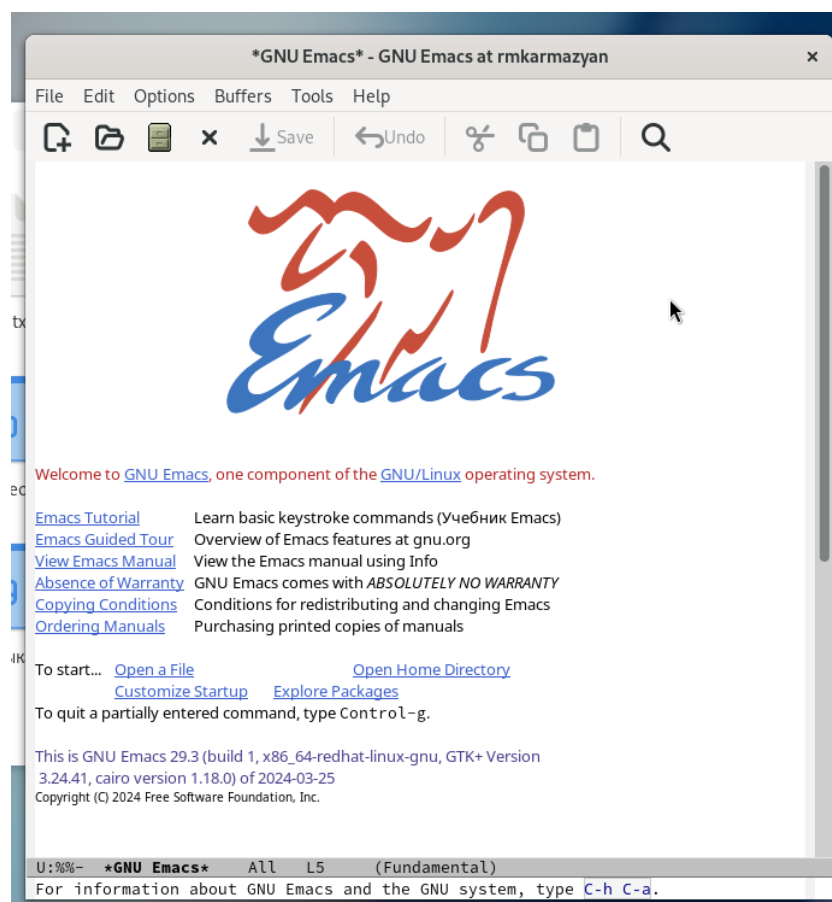 *GNU Emacs* - GNU Emacs at rmkarmazyan
File Edit Options Buffers Tools Help
Save Undo
Emacs
Welcome to GNU Emacs, one component of the GNU/Linux operating system.
Emacs Tutorial Learn basic keystroke commands (Учебник Emacs)
Emacs Guided Tour Overview of Emacs features at gnu.org
View Emacs Manual View the Emacs manual using Info
Absence of Warranty GNU Emacs comes with ABSOLUTELY NO WARRANTY
Copying Conditions Conditions for redistributing and changing Emacs
Ordering Manuals Purchasing printed copies of manuals
To start... Open a File Open Home Directory
Customize Startup Explore Packages
To quit a partially entered command, type Control-g.
This is GNU Emacs 29.3 (build 1, x86_64-redhat-linux-gnu, GTK+ Version
3.24.41, cairo version 1.18.0) of 2024-03-25
Copyright (C) 2024 Free Software Foundation, Inc.
U:%%- *GNU Emacs* All L5 (Fundamental)
For information about GNU Emacs and the GNU system, type C-h C-a.